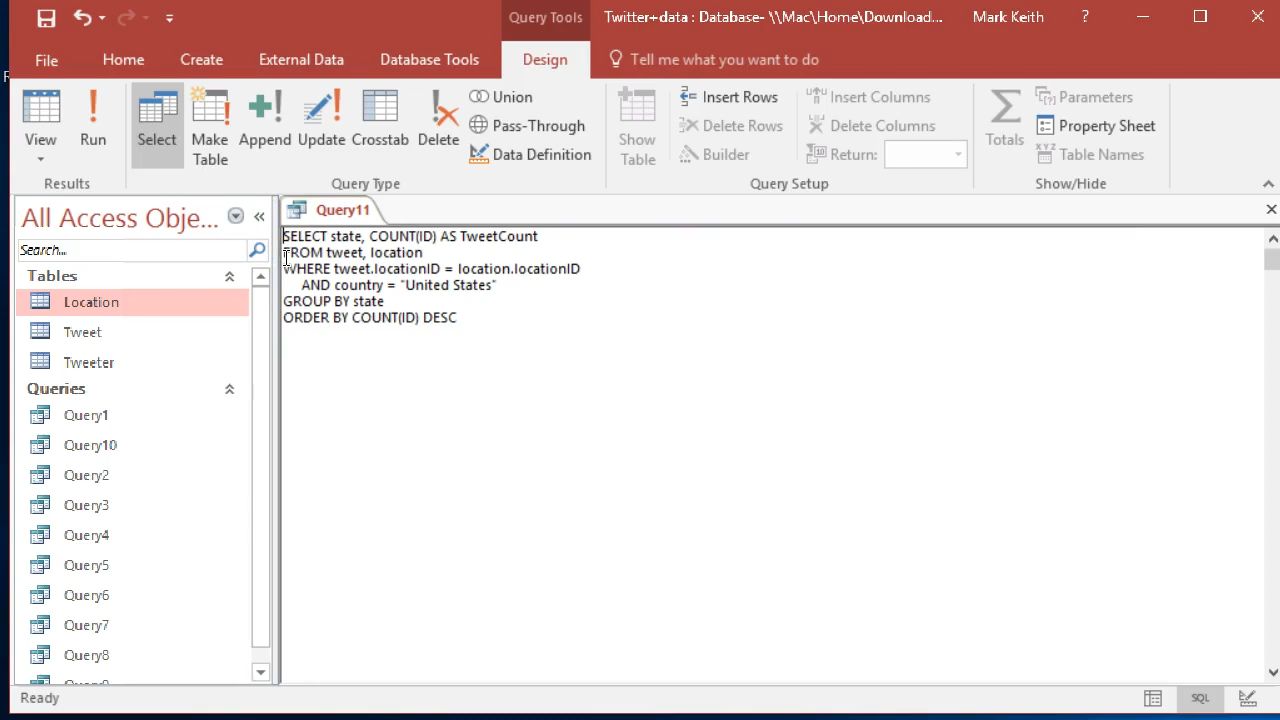 Query Tools
Twitter+data : Database- \\Mac\Home\Download...
Mark Keith
?
File
Home
Create
External Data
Database Tools
Design
Tell me what you want to do
View
Run
Select
Make Table
Append
Update
Crosstab
Delete
Union
Pass-Through
Data Definition
Show Table
Insert Rows
Delete Rows
Builder
Insert Columns
Delete Columns
Return:
Totals
Parameters
Property Sheet
Table Names
Results
Query Type
Query Setup
Show/Hide
All Access Obje...
Search...
Tables
Location
Tweet
Tweeter
Queries
Query1
Query10
Query2
Query3
Query4
Query5
Query6
Query7
Query8
Query11
SELECT state, COUNT(ID) AS TweetCount
FROM tweet, location
WHERE tweet.locationID = location.locationID
AND country = "United States"
GROUP BY state
ORDER BY COUNT(ID) DESC
Ready
SQL